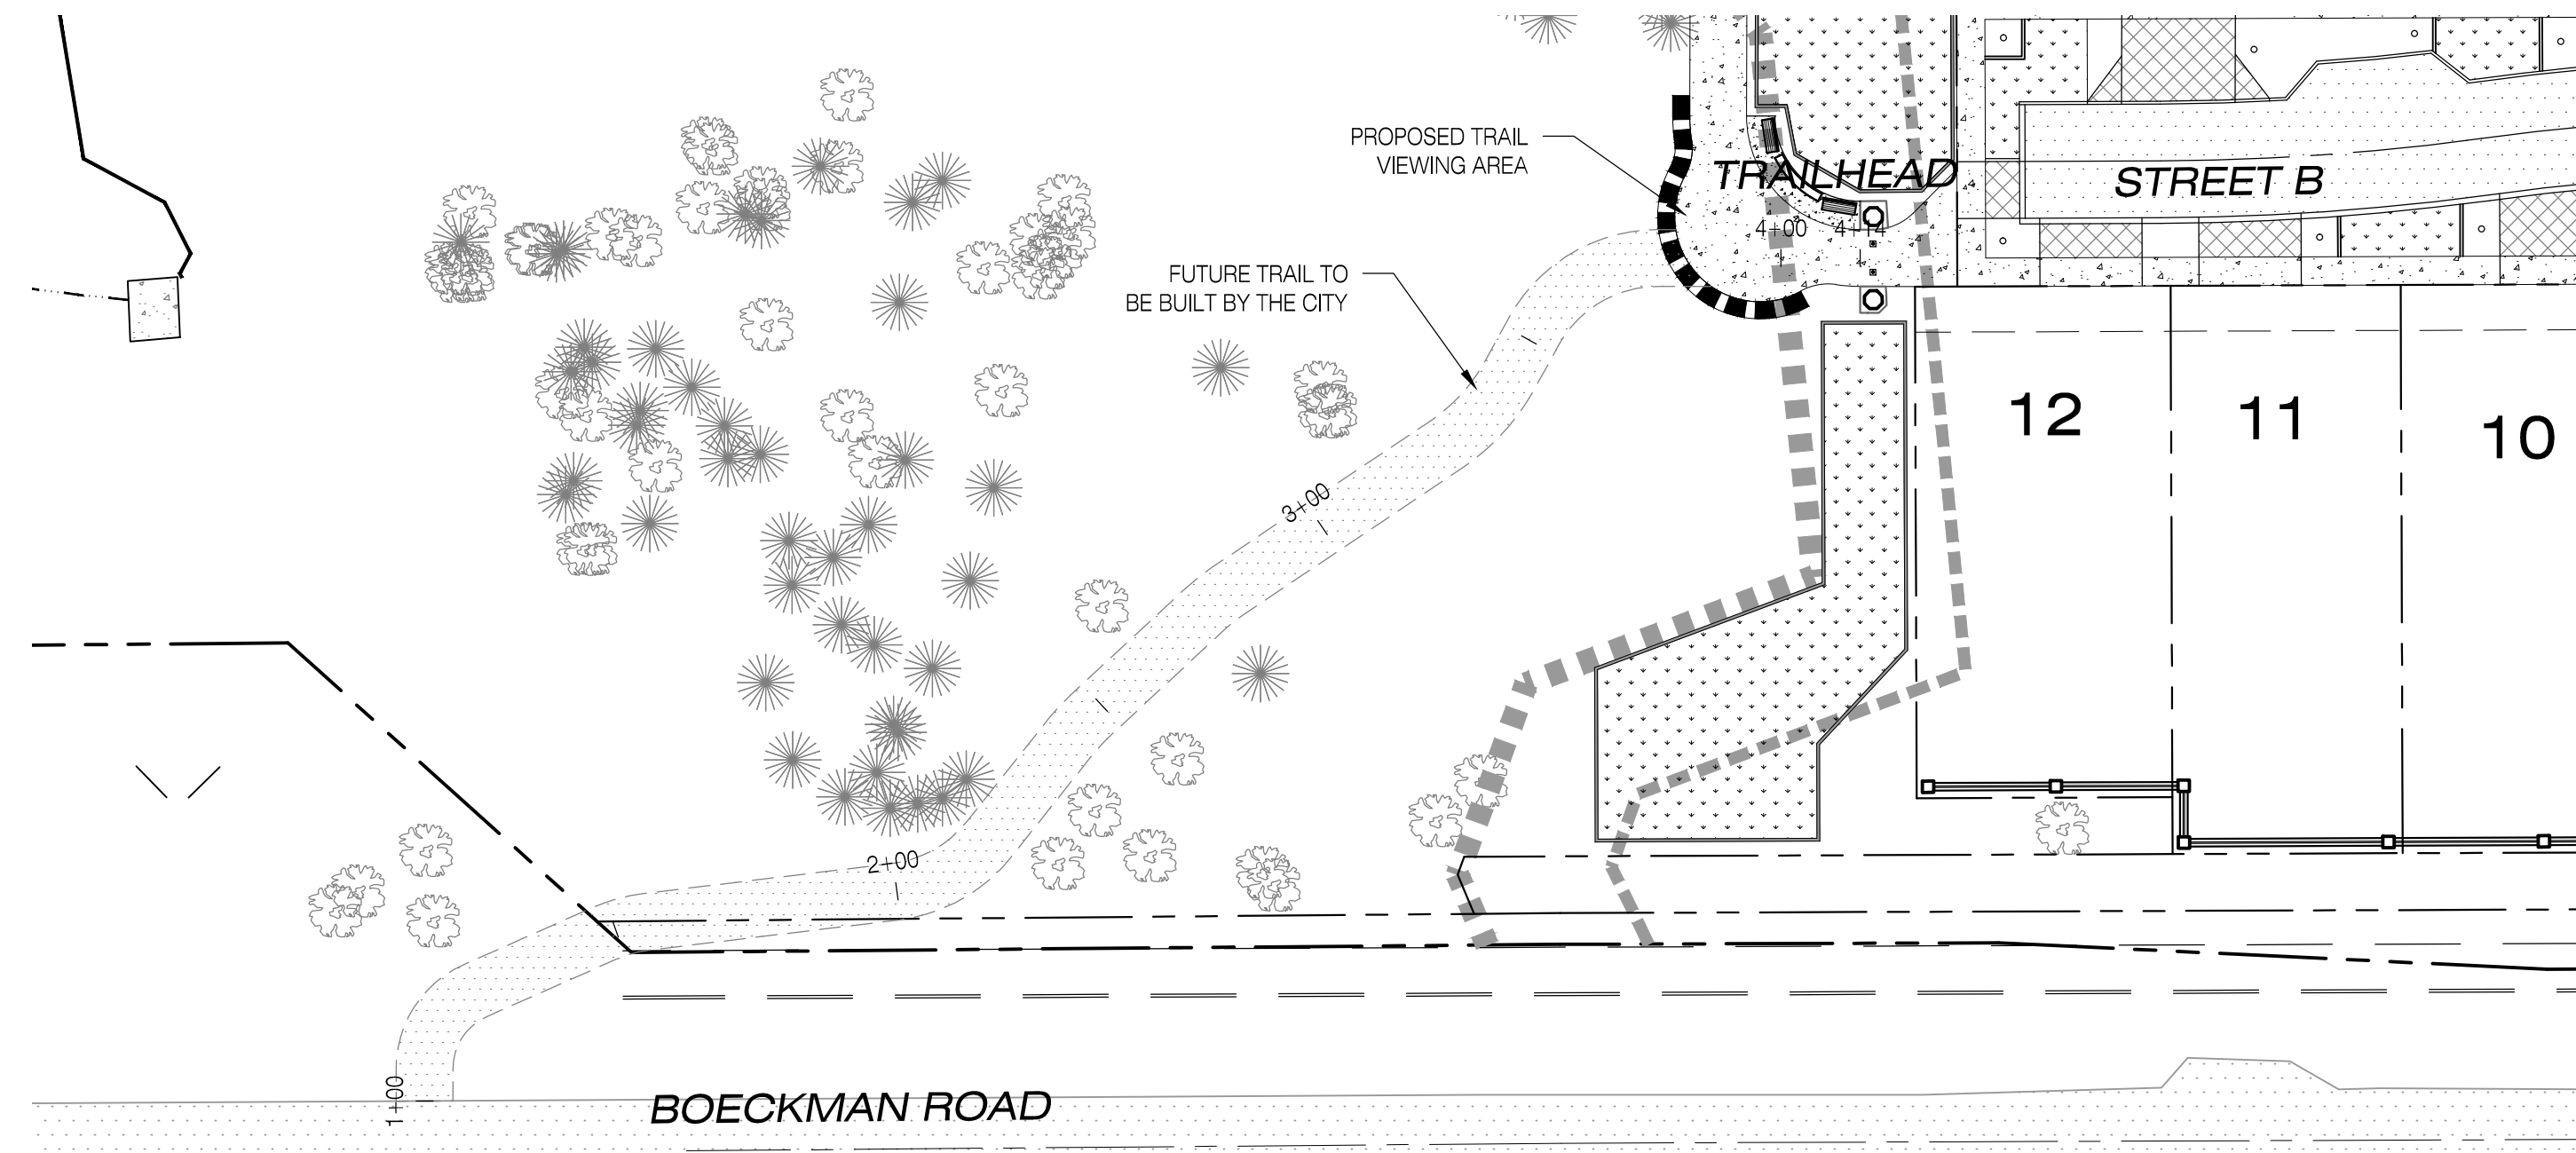 PROPOSED TRAIL
VIEWING AREA
TRAILHEAD
STREET B
4+00
4+14
FUTURE TRAIL TO
BE BUILT BY THE CITY
12
11
10
3+00
2+00
1+00
BOECKMAN ROAD